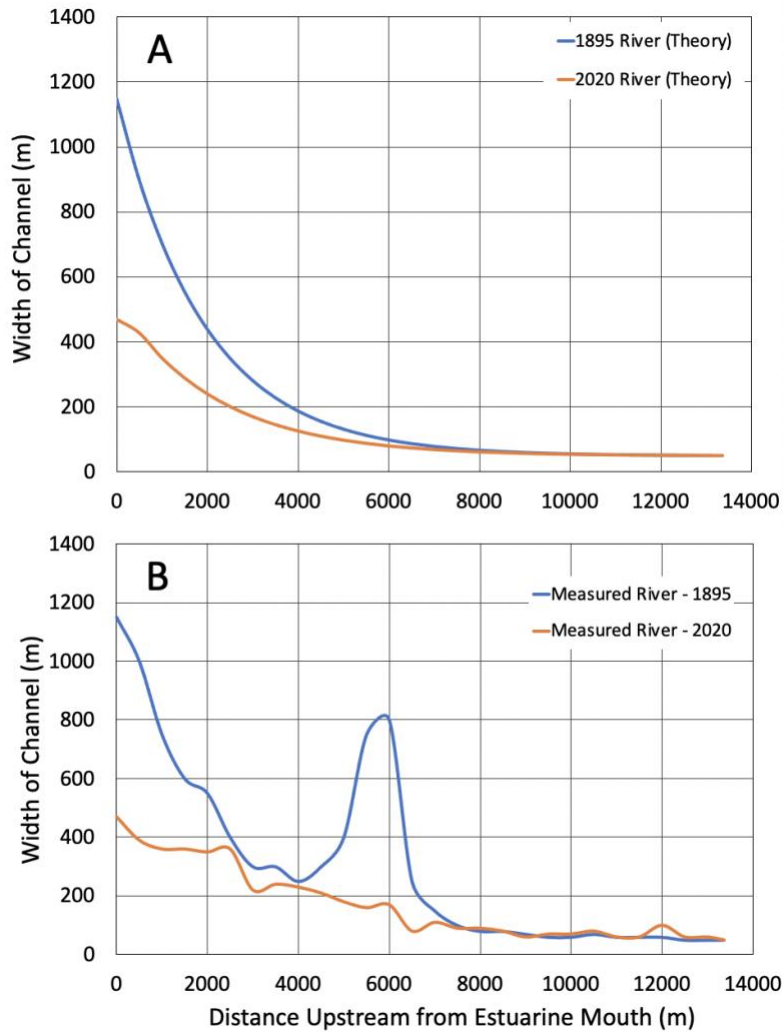 A
1895 River (Theory)
2020 River (Theory)
Width of Channel (m)
1400
1200
1000
800
600
400
200
0
0 2000 4000 6000 8000 10000 12000 14000
B
Measured River - 1895
Measured River - 2020
Width of Channel (m)
1400
1200
1000
800
600
400
200
0
0 2000 4000 6000 8000 10000 12000 14000
Distance Upstream from Estuarine Mouth (m)